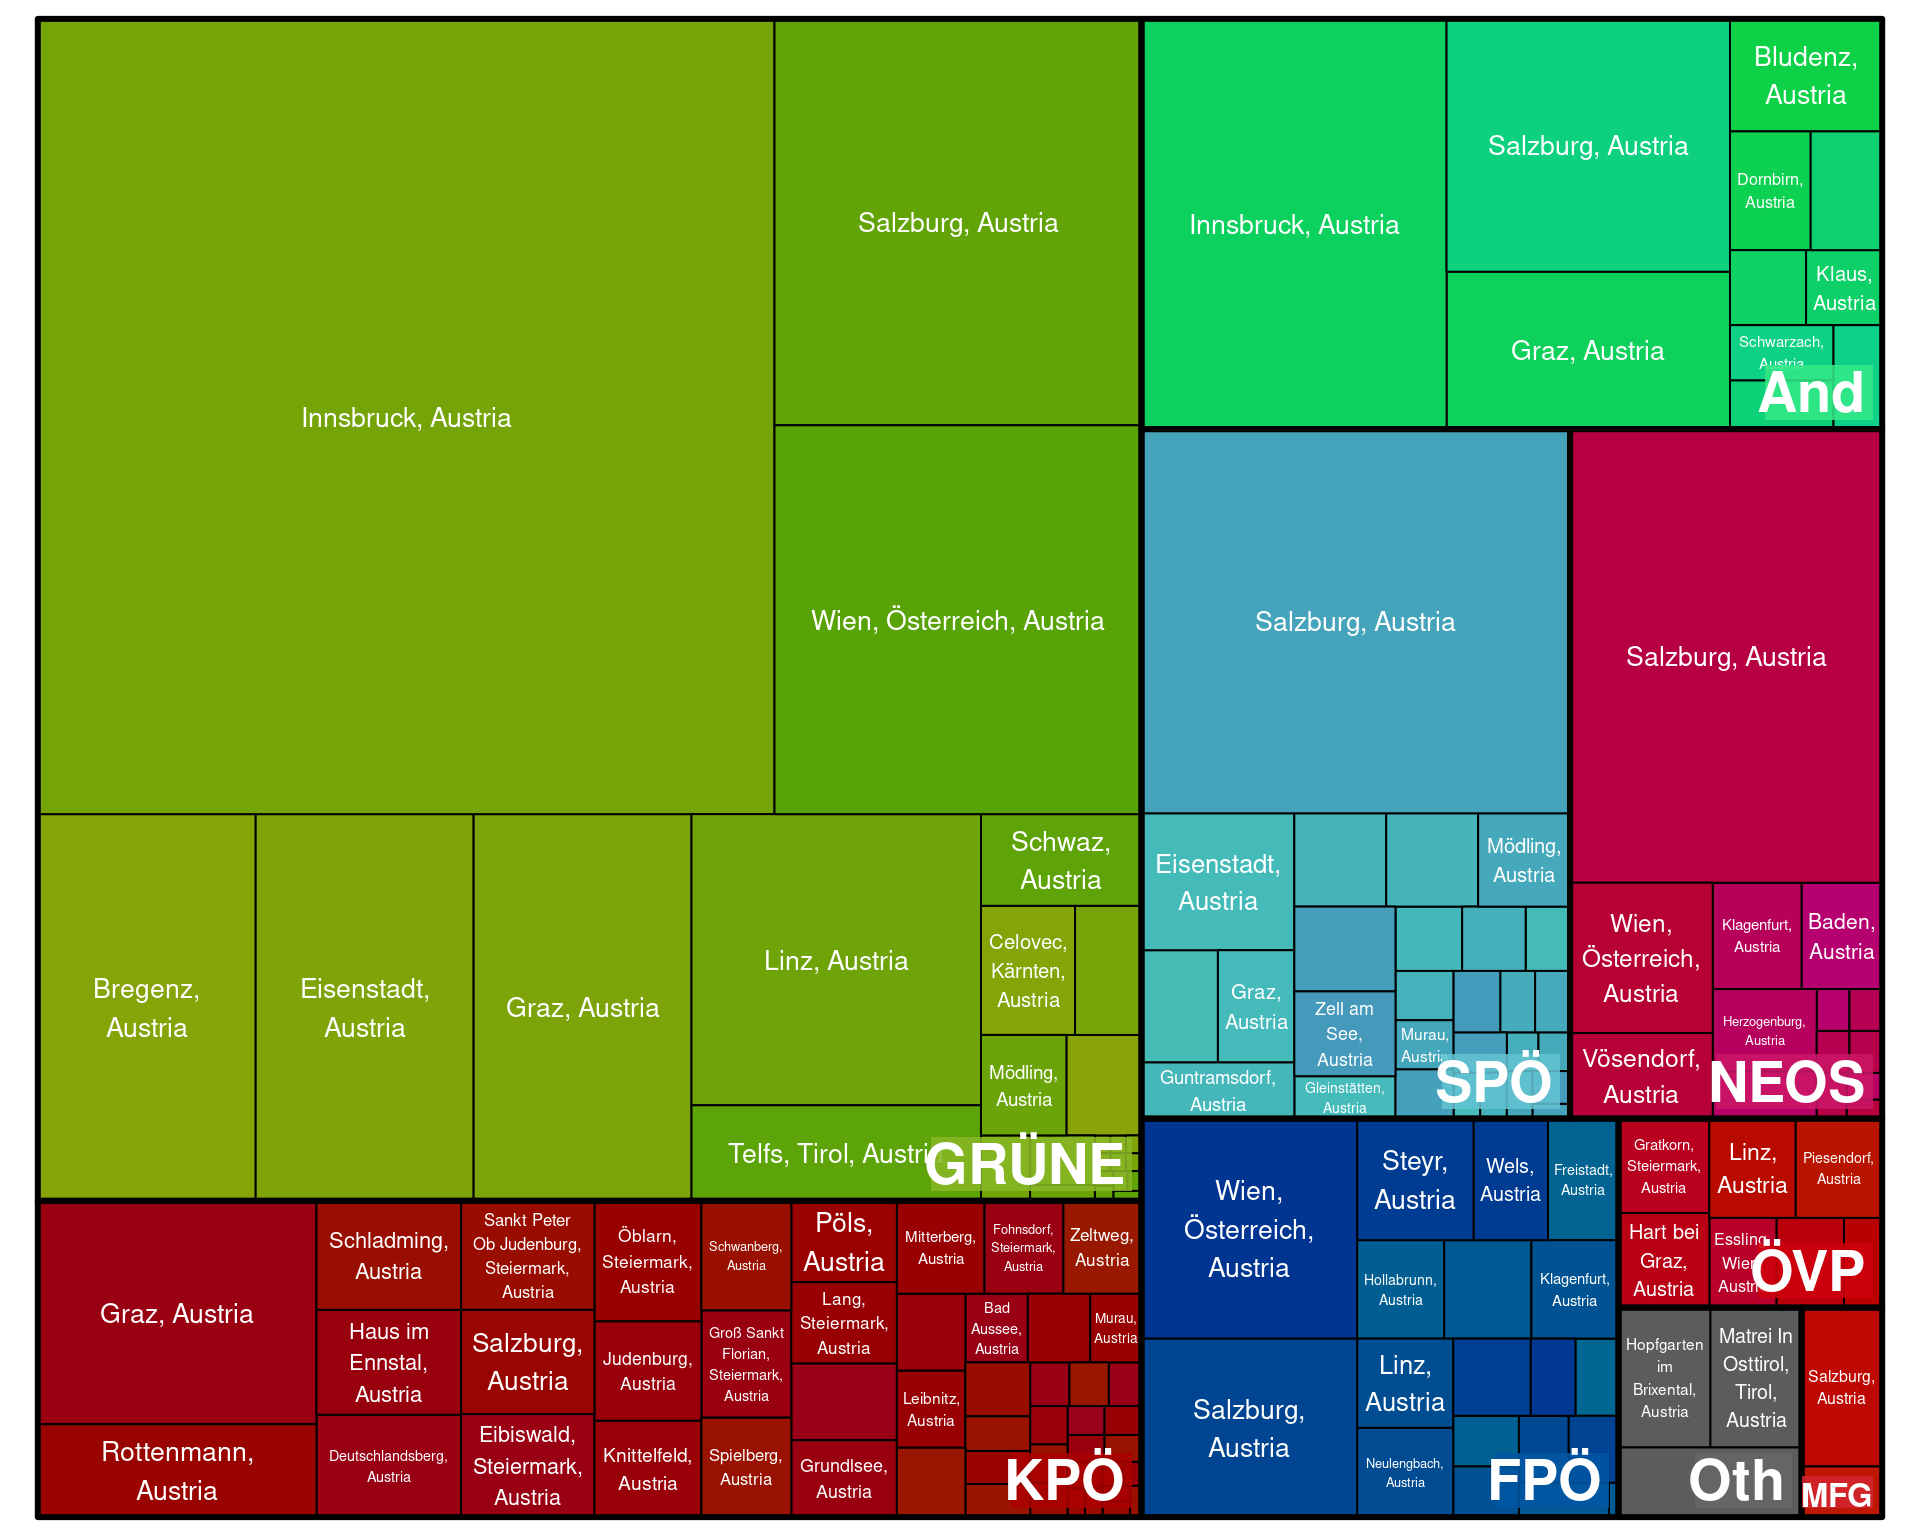 Innsbruck, Austria
Salzburg, Austria
Wien, Österreich, Austria
Bregenz,
Austria
Eisenstadt,
Austria
Graz, Austria
Linz, Austria
Telfs, Tirol, Austria
Schwaz,
Austria
Celovec,
Kärnten,
Austria
Mödling,
Austria
GRÜNE
Innsbruck, Austria
Salzburg, Austria
Graz, Austria
Bludenz,
Austria
Dornbirn,
Austria
Klaus,
Austria
Schwarzach,
Austria
And
Salzburg, Austria
Eisenstadt,
Austria
Mödling,
Austria
Graz,
Austria
Guntramsdorf,
Austria
Zell am
See,
Austria
Gleinstätten,
Austria
Murau,
Austria
SPÖ
Salzburg, Austria
Wien,
Österreich,
Austria
Vösendorf,
Austria
Klagenfurt,
Austria
Baden,
Austria
Herzogenburg,
Austria
NEOS
Graz, Austria
Rottenmann,
Austria
Schladming,
Austria
Haus im
Ennstal,
Austria
Deutschlandsberg,
Austria
Sankt Peter
Ob Judenburg,
Steiermark,
Austria
Salzburg,
Austria
Eibiswald,
Steiermark,
Austria
Öblarn,
Steiermark,
Austria
Judenburg,
Austria
Knittelfeld,
Austria
Schwanberg,
Austria
Groß Sankt
Florian,
Steiermark,
Austria
Spielberg,
Austria
Pöls,
Austria
Lang,
Steiermark,
Austria
Grundlsee,
Austria
Mitterberg,
Austria
Fohnsdorf,
Steiermark,
Austria
Zeltweg,
Austria
Bad
Aussee,
Austria
Murau,
Austria
Leibnitz,
Austria
KPÖ
Wien,
Österreich,
Austria
Salzburg,
Austria
Steyr,
Austria
Wels,
Austria
Freistadt,
Austria
Hollabrunn,
Austria
Klagenfurt,
Austria
Linz,
Austria
Neulengbach,
Austria
FPÖ
Gratkorn,
Steiermark,
Austria
Hart bei
Graz,
Austria
Linz,
Austria
Piesendorf,
Austria
Essling,
Wien,
Austria
ÖVP
Hopfgarten
im
Brixental,
Austria
Matrei In
Osttirol,
Tirol,
Austria
Oth
Salzburg,
Austria
MFG